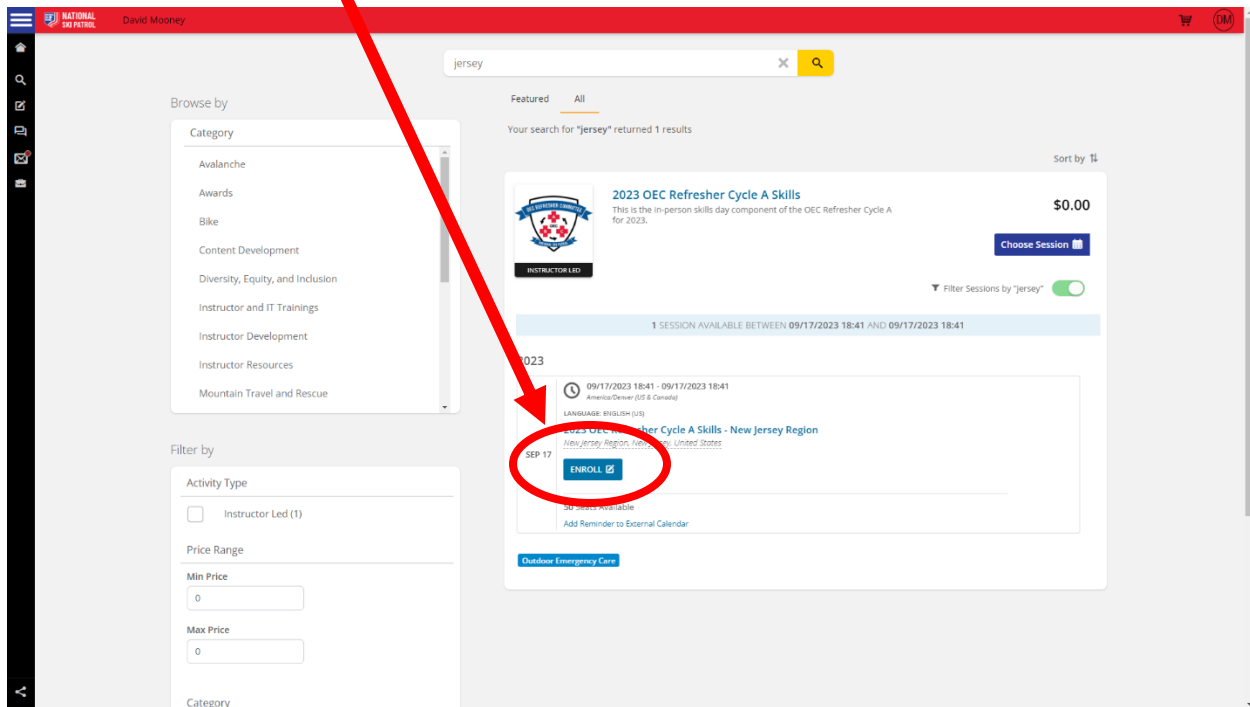 NATIONAL
SKI PATROL
David Mooney
DM
jersey
Browse by
Category
Avalanche
Awards
Bike
Content Development
Diversity, Equity, and Inclusion
Instructor and IT Trainings
Instructor Development
Instructor Resources
Mountain Travel and Rescue
Filter by
Activity Type
Instructor Led (1)
Price Range
Min Price
0
Max Price
0
Category
Featured All
Your search for "jersey" returned 1 results
Sort by
INSTRUCTOR LED
2023 OEC Refresher Cycle A Skills
This is the in-person skills day component of the OEC Refresher Cycle A
for 2023.
$0.00
Choose Session
Filter Sessions by "jersey"
1 SESSION AVAILABLE BETWEEN 09/17/2023 18:41 AND 09/17/2023 18:41
2023
SEP 17
09/17/2023 18:41 - 09/17/2023 18:41
America/Denver (US & Canada)
LANGUAGE: ENGLISH (US)
2023 OEC Refresher Cycle A Skills - New Jersey Region
New Jersey Region, New Jersey, United States
ENROLL
50 Seats Available
Add Reminder to External Calendar
Outdoor Emergency Care